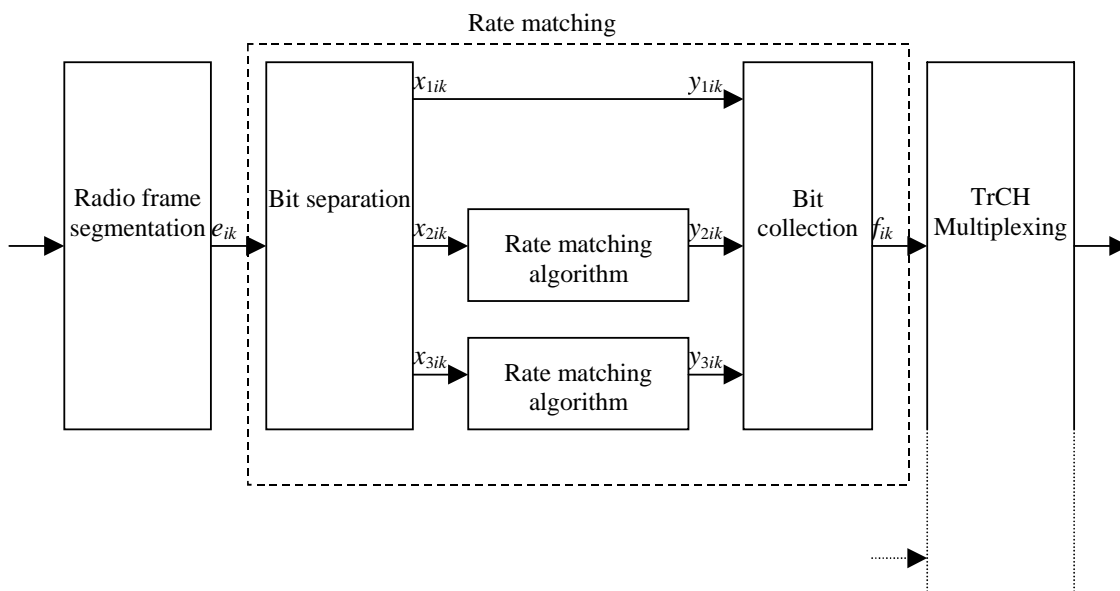 Rate matching
Radio frame
segmentation
e_ik
Bit separation
x_1ik
y_1ik
x_2ik
Rate matching
algorithm
y_2ik
x_3ik
Rate matching
algorithm
y_3ik
Bit
collection
f_ik
TrCH
Multiplexing